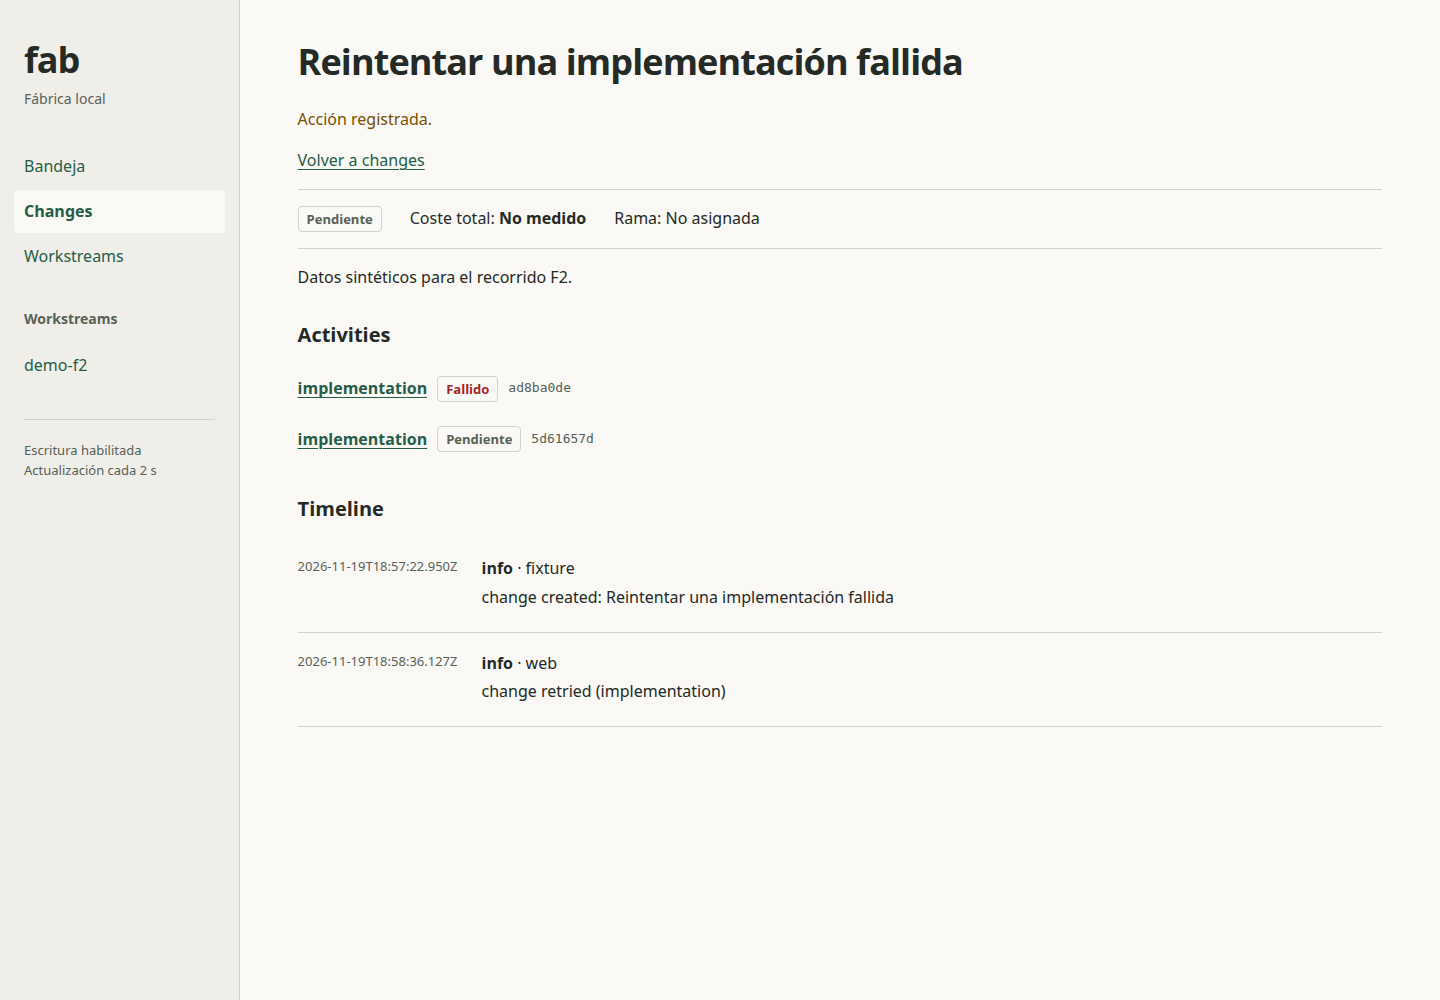 fab
Fábrica local
Bandeja
Changes
Workstreams
Workstreams
demo-f2
Escritura habilitada
Actualización cada 2 s
Reintentar una implementación fallida
Acción registrada.
Volver a changes
Pendiente Coste total: No medido Rama: No asignada
Datos sintéticos para el recorrido F2.
Activities
implementation Fallido ad8ba0de
implementation Pendiente 5d61657d
Timeline
2026-11-19T18:57:22.950Z info · fixture
change created: Reintentar una implementación fallida
2026-11-19T18:58:36.127Z info · web
change retried (implementation)